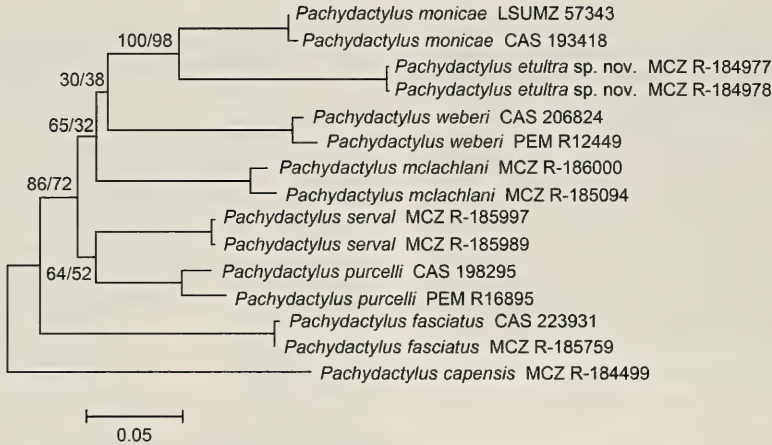 Pachydactylus monicae LSUMZ 57343
100/98
Pachydactylus monicae CAS 193418
Pachydactylus etultra sp. nov. MCZ R-184977
30/38
Pachydactylus etultra sp. nov. MCZ R-184978
Pachydactylus weberi CAS 206824
65/32
Pachydactylus weberi PEM R12449
Pachydactylus mclachlani MCZ R-186000
86/72
Pachydactylus mclachlani MCZ R-185094
Pachydactylus serval MCZ R-185997
Pachydactylus serval MCZ R-185989
64/52
Pachydactylus purcelli CAS 198295
Pachydactylus purcelli PEM R16895
Pachydactylus fasciatus CAS 223931
Pachydactylus fasciatus MCZ R-185759
Pachydactylus capensis MCZ R-184499
0.05